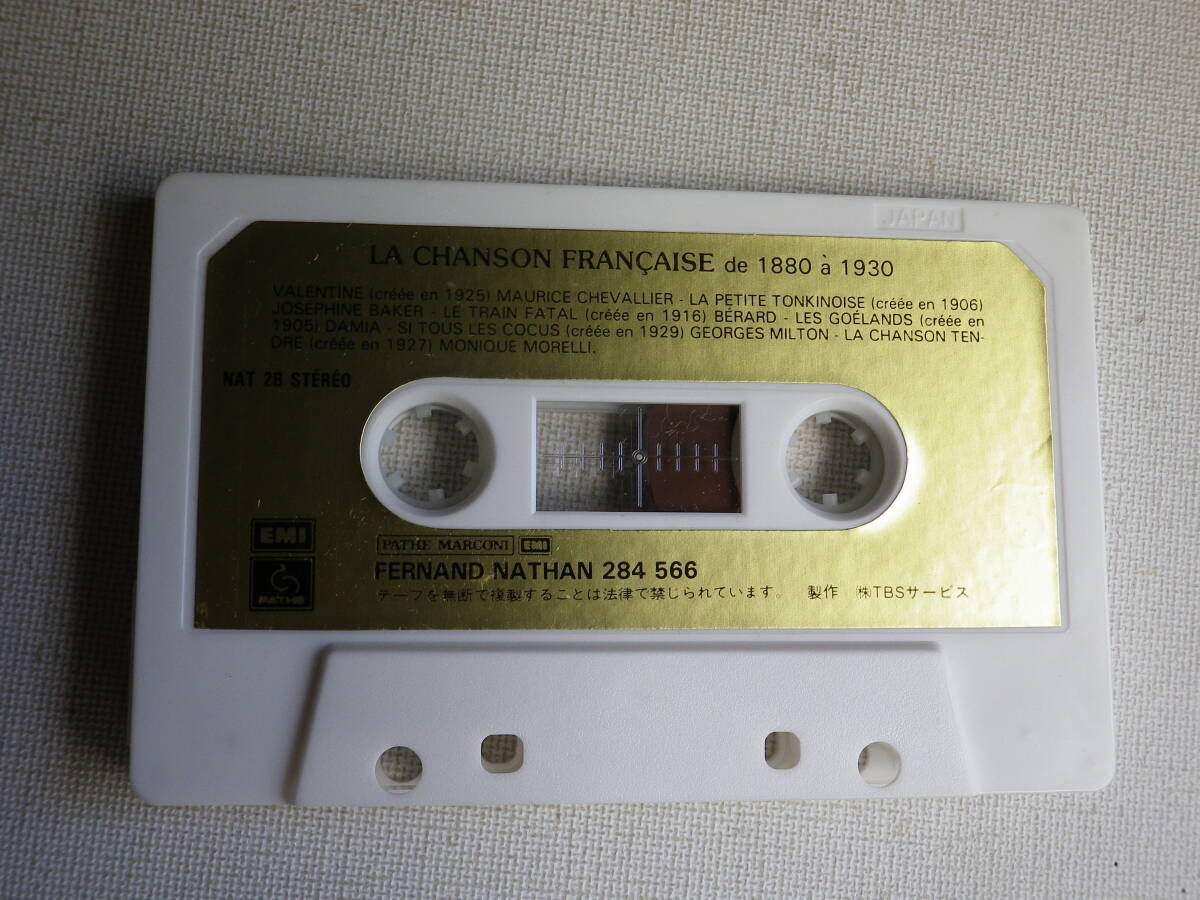 JAPAN
LA CHANSON FRANÇAISE de 1880 à 1930
VALENTINE (créée en 1925) MAURICE CHEVALLIER - LA PETITE TONKINOISE (créée en 1906)
JOSÉPHINE BAKER - LE TRAIN FATAL (créée en 1916) BÉRARD - LES GOÉLANDS (créée en
1905) DAMIA - SI TOUS LES COCUS (créée en 1929) GEORGES MILTON - LA CHANSON TEN-
DRE (créée en 1927) MONIQUE MORELLI.
NAT 28 STÉRÉO
EMI
PATHE
PATHE MARCONI EMI
FERNAND NATHAN 284 566
テープを無断で複製することは法律で禁じられています。 製作 ㈱TBSサービス